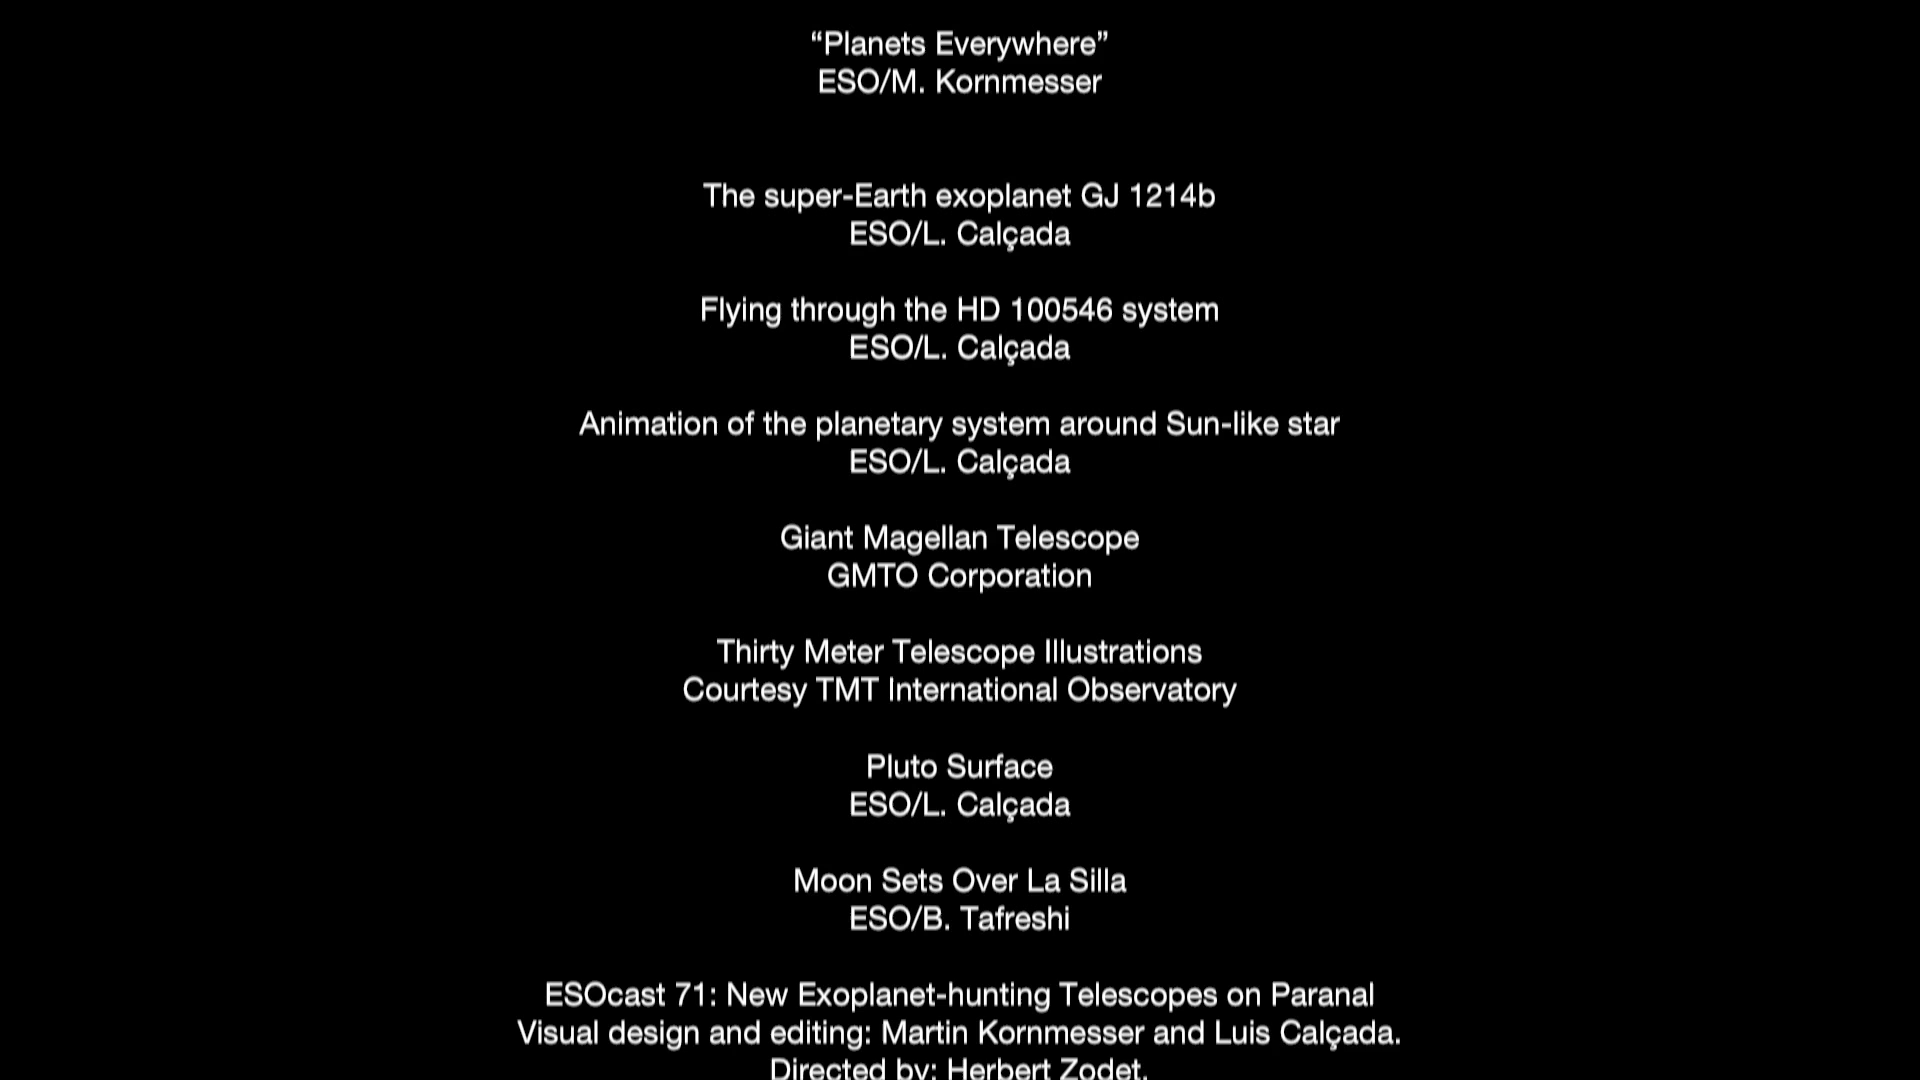 “Planets Everywhere”
ESO/M. Kornmesser
The super-Earth exoplanet GJ 1214b
ESO/L. Calçada
Flying through the HD 100546 system
ESO/L. Calçada
Animation of the planetary system around Sun-like star
ESO/L. Calçada
Giant Magellan Telescope
GMTO Corporation
Thirty Meter Telescope Illustrations
Courtesy TMT International Observatory
Pluto Surface
ESO/L. Calçada
Moon Sets Over La Silla
ESO/B. Tafreshi
ESOcast 71: New Exoplanet-hunting Telescopes on Paranal
Visual design and editing: Martin Kornmesser and Luis Calçada.
Directed by: Herbert Zodet.